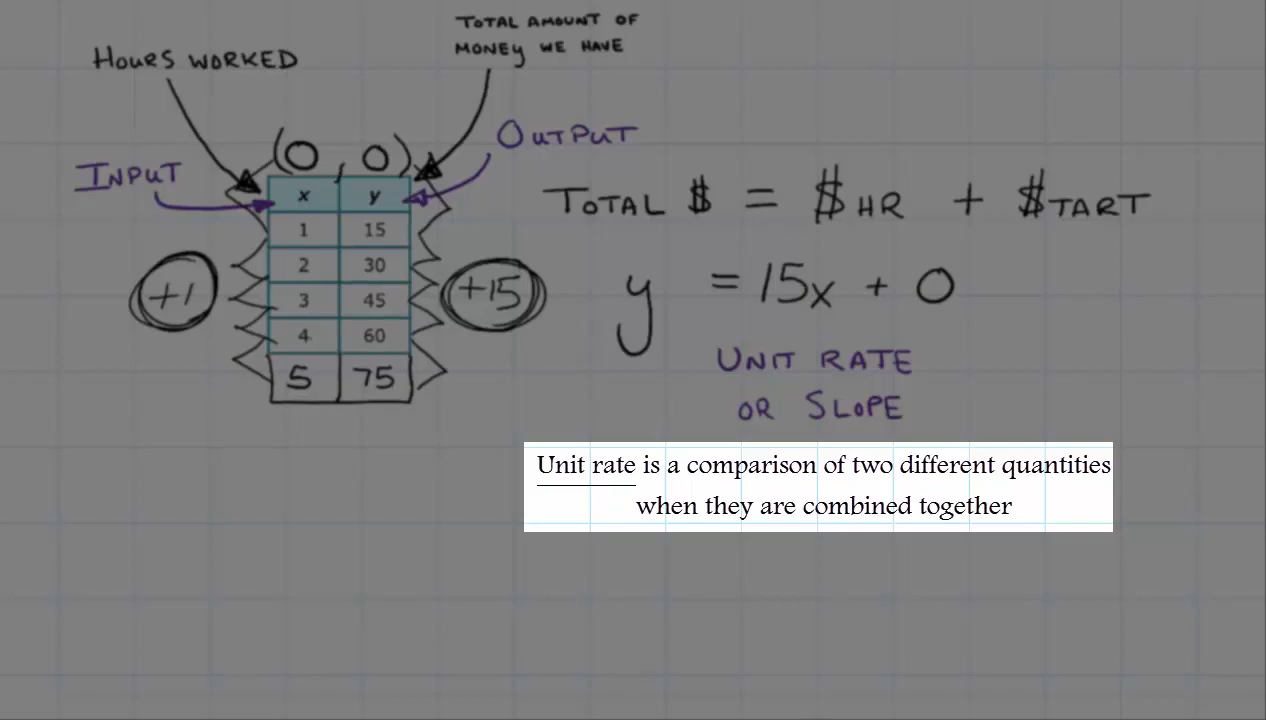 TOTAL AMOUNT OF
MONEY WE HAVE
HOURS WORKED
OUTPUT
(0, 0)
INPUT
x y
1 15
2 30
3 45
4 60
5 75
+1
+15
TOTAL $ = $HR + $TART
y = 15x + 0
UNIT RATE
OR SLOPE
Unit rate is a comparison of two different quantities
when they are combined together